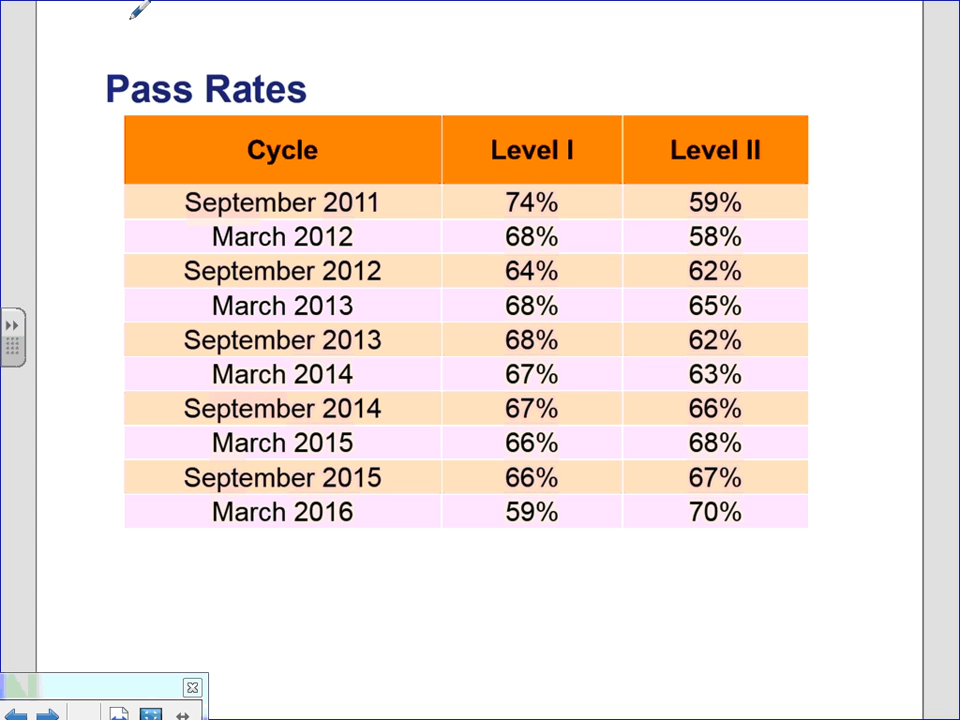 Pass Rates
Cycle Level I Level II
September 2011 74% 59%
March 2012 68% 58%
September 2012 64% 62%
March 2013 68% 65%
September 2013 68% 62%
March 2014 67% 63%
September 2014 67% 66%
March 2015 66% 68%
September 2015 66% 67%
March 2016 59% 70%